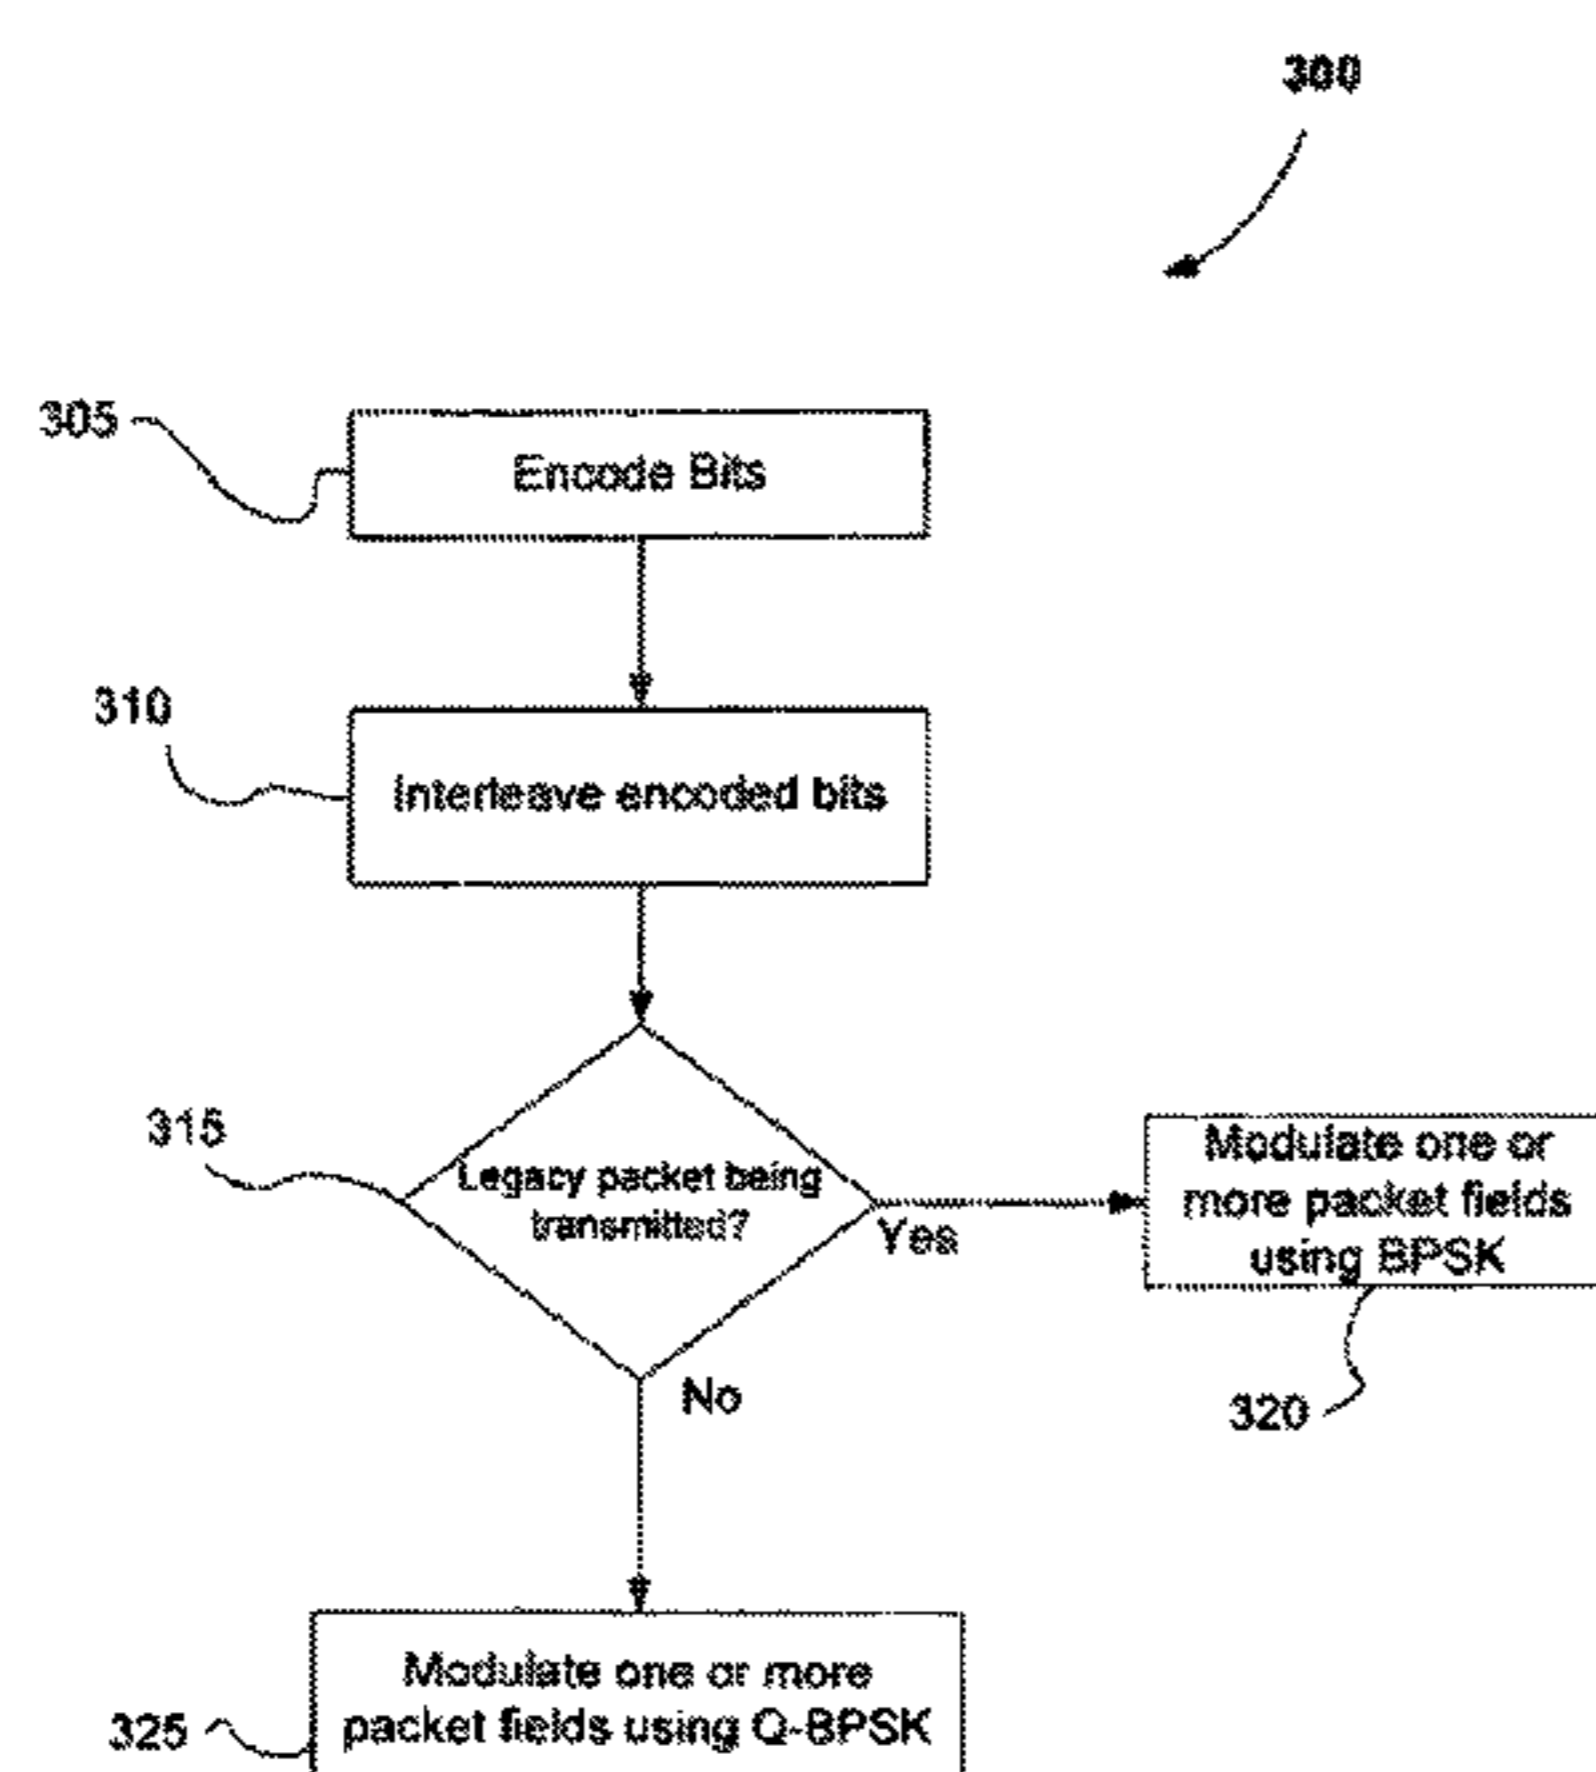 300
305
Encode Bits
310
Interleave encoded bits
315
Legacy packet being
transmitted?
Yes
Modulate one or
more packet fields
using BPSK
320
No
Modulate one or more
packet fields using Q-BPSK
325